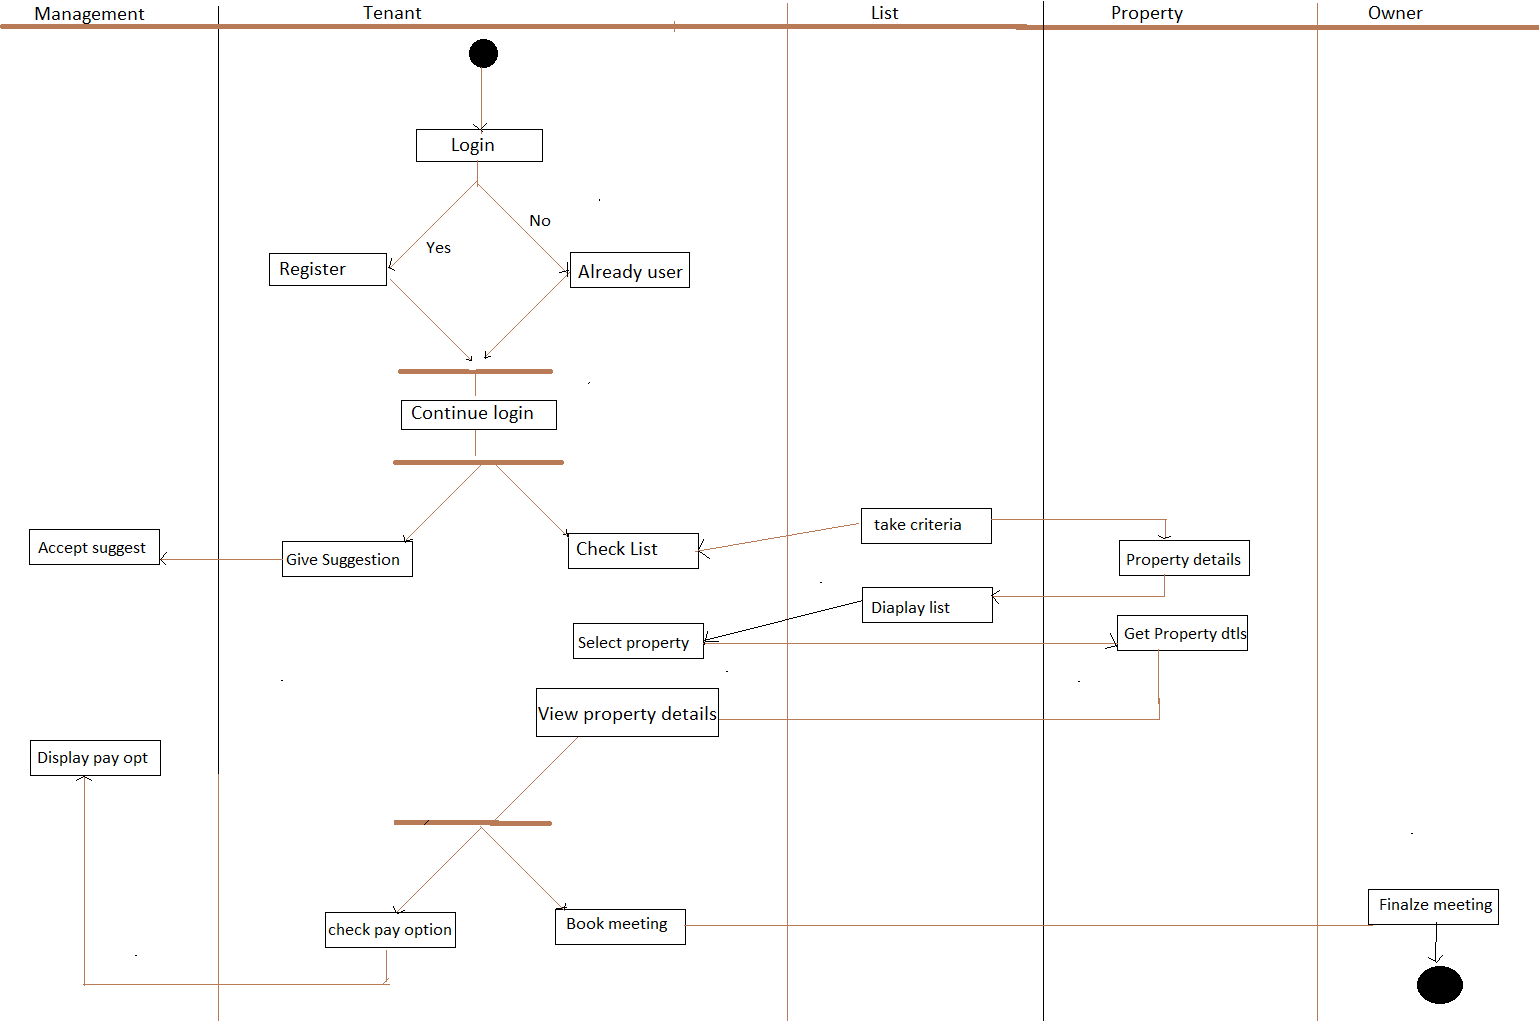 Management
Tenant
List
Property
Owner
Login
No
Yes
Register
Already user
Continue login
take criteria
Accept suggest
Give Suggestion
Check List
Property details
Diaplay list
Select property
Get Property dtls
View property details
Display pay opt
check pay option
Book meeting
Finalze meeting